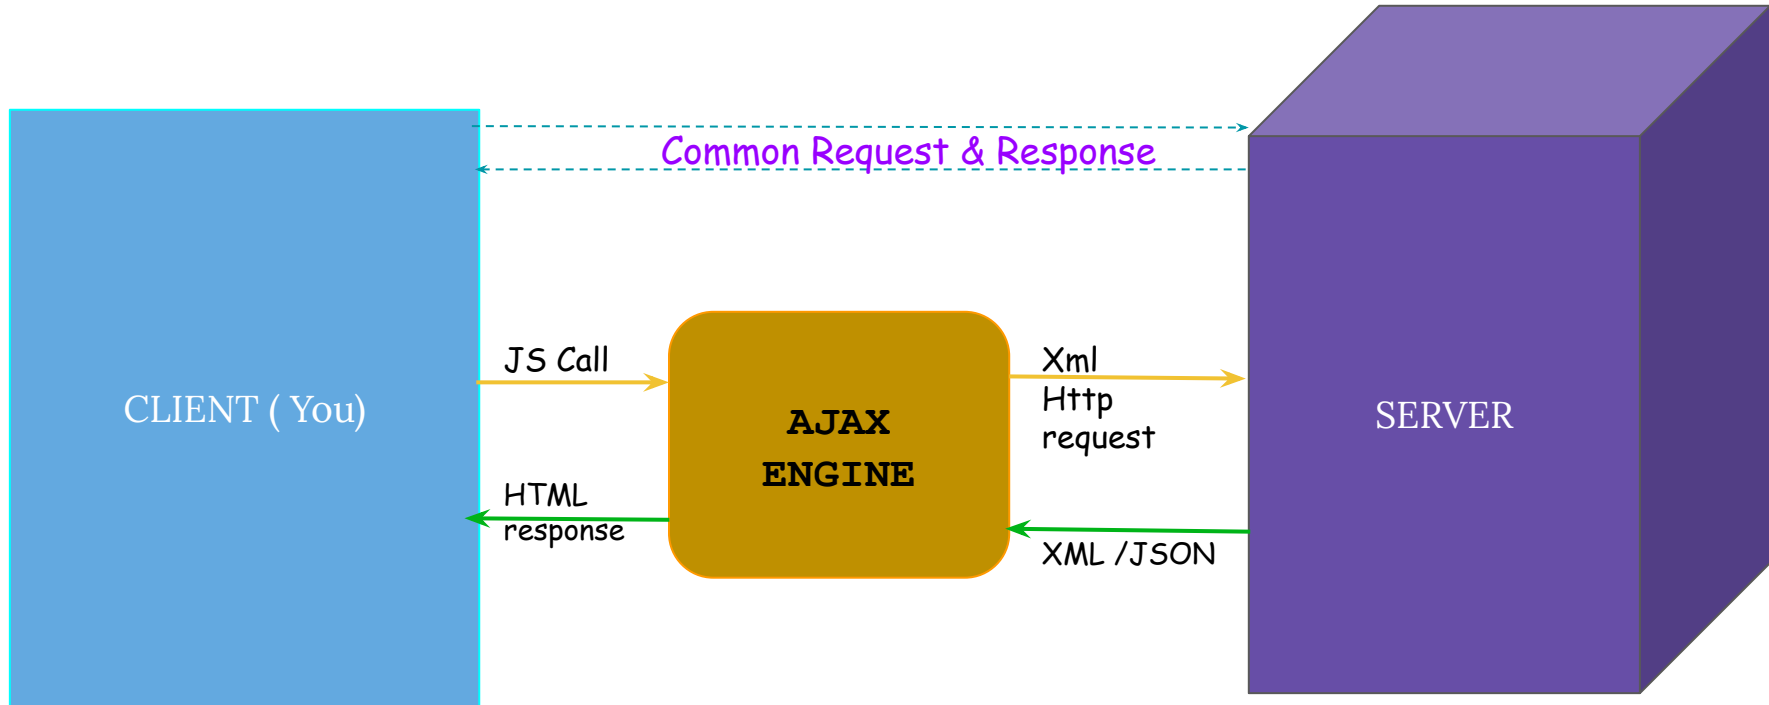 Common Request & Response
JS Call
Xml
Http
request
CLIENT ( You)
AJAX
ENGINE
SERVER
HTML
response
XML /JSON